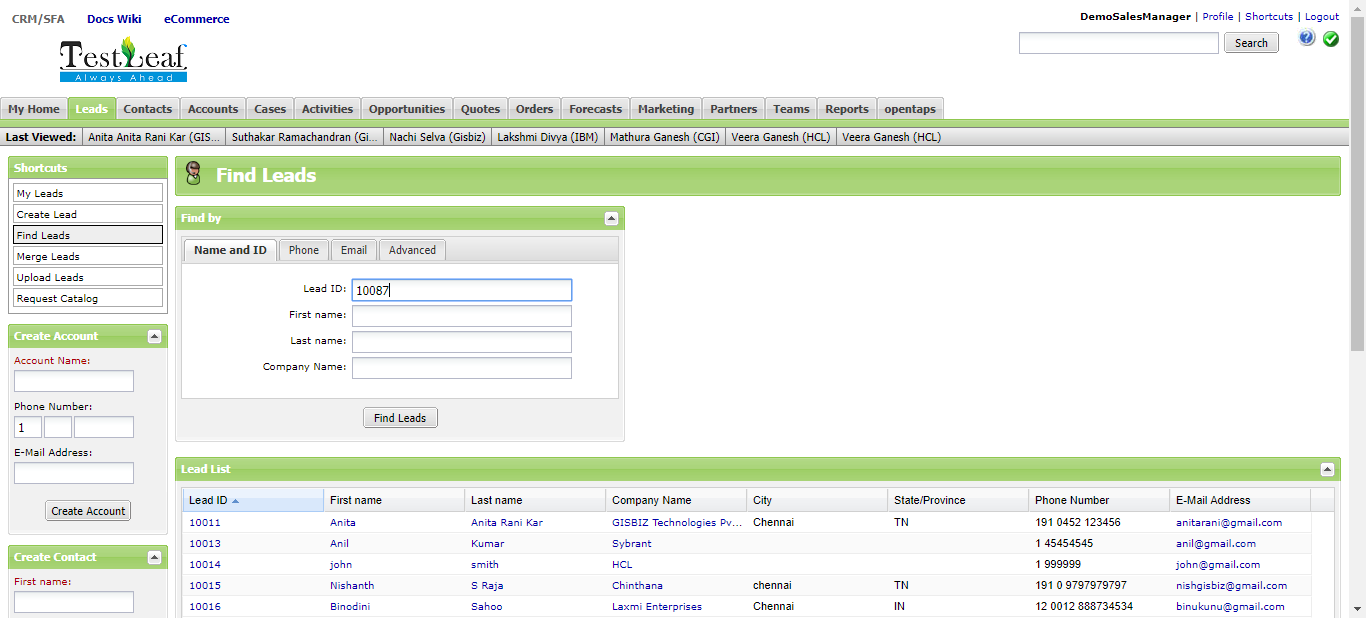 CRM/SFA Docs Wiki eCommerce
DemoSalesManager | Profile | Shortcuts | Logout
TestLeaf
Always Ahead
Search
My Home Leads Contacts Accounts Cases Activities Opportunities Quotes Orders Forecasts Marketing Partners Teams Reports opentaps
Last Viewed: Anita Anita Rani Kar (GIS... Suthakar Ramachandran (Gi... Nachi Selva (Gisbiz) Lakshmi Divya (IBM) Mathura Ganesh (CGI) Veera Ganesh (HCL) Veera Ganesh (HCL)
Shortcuts
My Leads
Create Lead
Find Leads
Merge Leads
Upload Leads
Request Catalog
Create Account
Account Name:
Phone Number:
1
E-Mail Address:
Create Account
Create Contact
First name:
Find Leads
Find by
Name and ID Phone Email Advanced
Lead ID: 10087
First name:
Last name:
Company Name:
Find Leads
Lead List
Lead ID First name Last name Company Name City State/Province Phone Number E-Mail Address
10011 Anita Anita Rani Kar GISBIZ Technologies Pv... Chennai TN 191 0452 123456 anitarani@gmail.com
10013 Anil Kumar Sybrant 1 45454545 anil@gmail.com
10014 john smith HCL 1 999999 john@gmail.com
10015 Nishanth S Raja Chinthana chennai TN 191 0 9797979797 nishgisbiz@gmail.com
10016 Binodini Sahoo Laxmi Enterprises Chennai IN 12 0012 888734534 binukunu@gmail.com